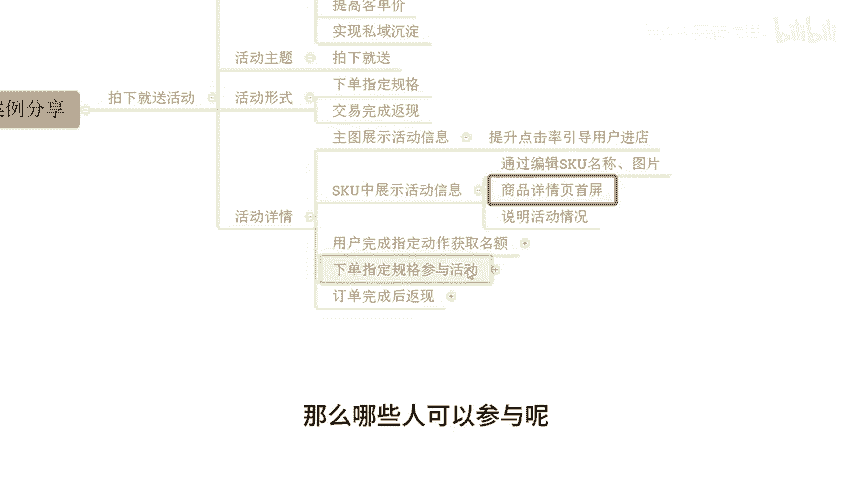 提高客单价
实现私域沉淀
活动主题
拍下就送
下单指定规格
案例分享
拍下就送活动
活动形式
交易完成返现
主图展示活动信息
提升点击率引导用户进店
通过编辑SKU名称、图片
SKU中展示活动信息
商品详情页首屏
活动详情
说明活动情况
用户完成指定动作获取名额
下单指定规格参与活动
订单完成后返现
那么哪些人可以参与呢
bilibili